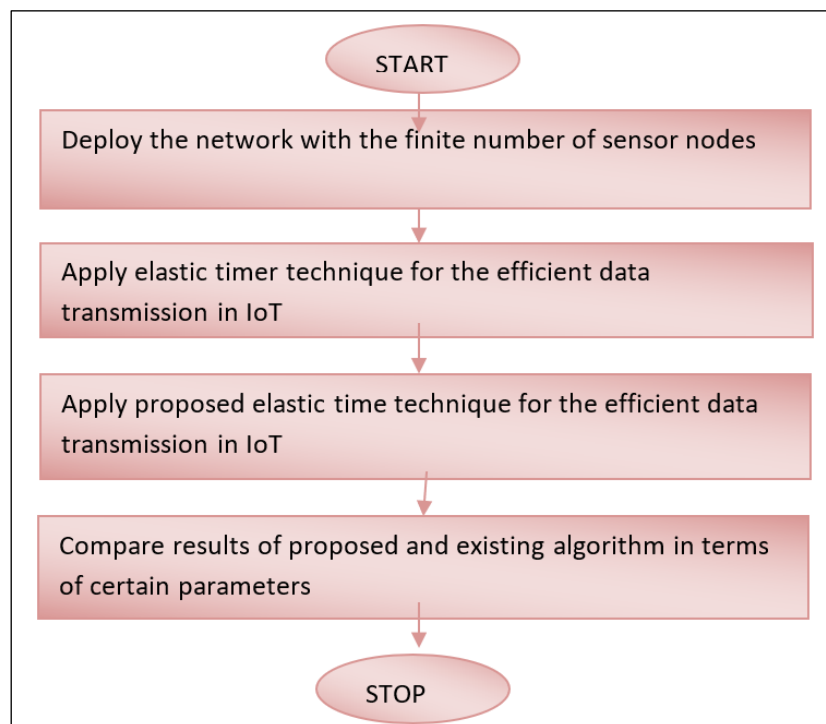 START
Deploy the network with the finite number of sensor nodes
Apply elastic timer technique for the efficient data
transmission in IoT
Apply proposed elastic time technique for the efficient data
transmission in IoT
Compare results of proposed and existing algorithm in terms
of certain parameters
STOP